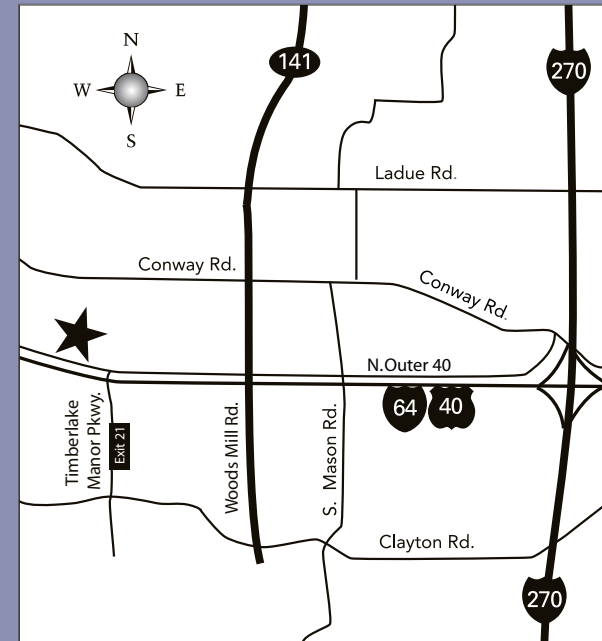 N
141
270
W
E
S
Ladue Rd.
Conway Rd.
Conway Rd.
N.Outer 40
64
40
Timberlake
Manor Pkwy.
Exit 21
Woods Mill Rd.
S. Mason Rd.
Clayton Rd.
270